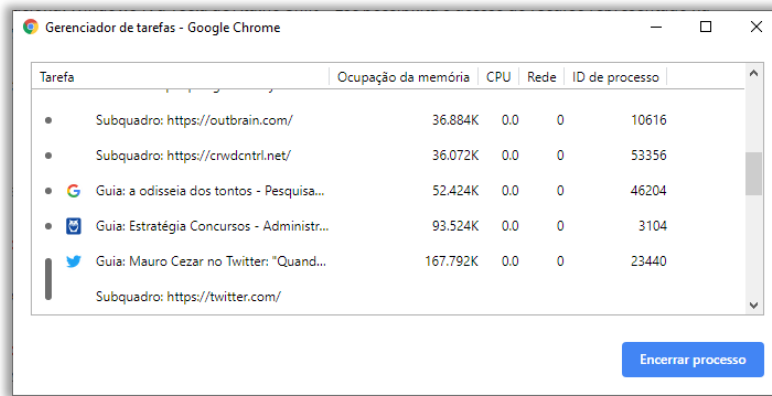 Gerenciador de tarefas - Google Chrome
Tarefa Ocupação da memória CPU Rede ID de processo
Subquadro: https://outbrain.com/ 36.884K 0.0 0 10616
Subquadro: https://crwdcntrl.net/ 36.072K 0.0 0 53356
Guia: a odisseia dos tontos - Pesquisa... 52.424K 0.0 0 46204
Guia: Estratégia Concursos - Administr... 93.524K 0.0 0 3104
Guia: Mauro Cezar no Twitter: "Quand... 167.792K 0.0 0 23440
Subquadro: https://twitter.com/
Encerrar processo